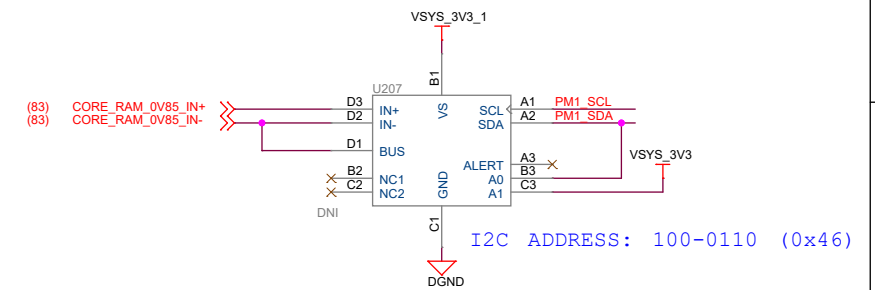 VSYS_3V3_1
B1
U207
(83) CORE_RAM_0V85_IN+ D3 IN+ VS SCL A1 PM1_SCL
(83) CORE_RAM_0V85_IN- D2 IN- SDA A2 PM1_SDA
D1 BUS
VSYS_3V3
ALERT A3
B2 NC1 A0 B3
C2 NC2 GND A1 C3
DNI
C1
I2C ADDRESS: 100-0110 (0x46)
DGND